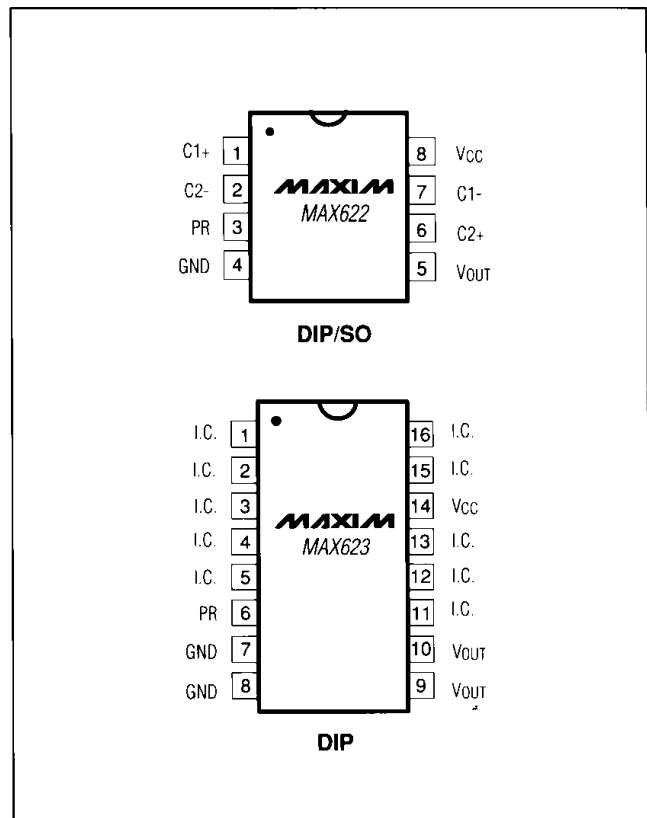 C1+ 1 8 VCC
C2- 2 MAXIM 7 C1-
MAX622
PR 3 6 C2+
GND 4 5 VOUT
DIP/SO
I.C. 1 16 I.C.
I.C. 2 15 I.C.
I.C. 3 MAXIM 14 VCC
I.C. 4 MAX623 13 I.C.
I.C. 5 12 I.C.
PR 6 11 I.C.
GND 7 10 VOUT
GND 8 9 VOUT
DIP